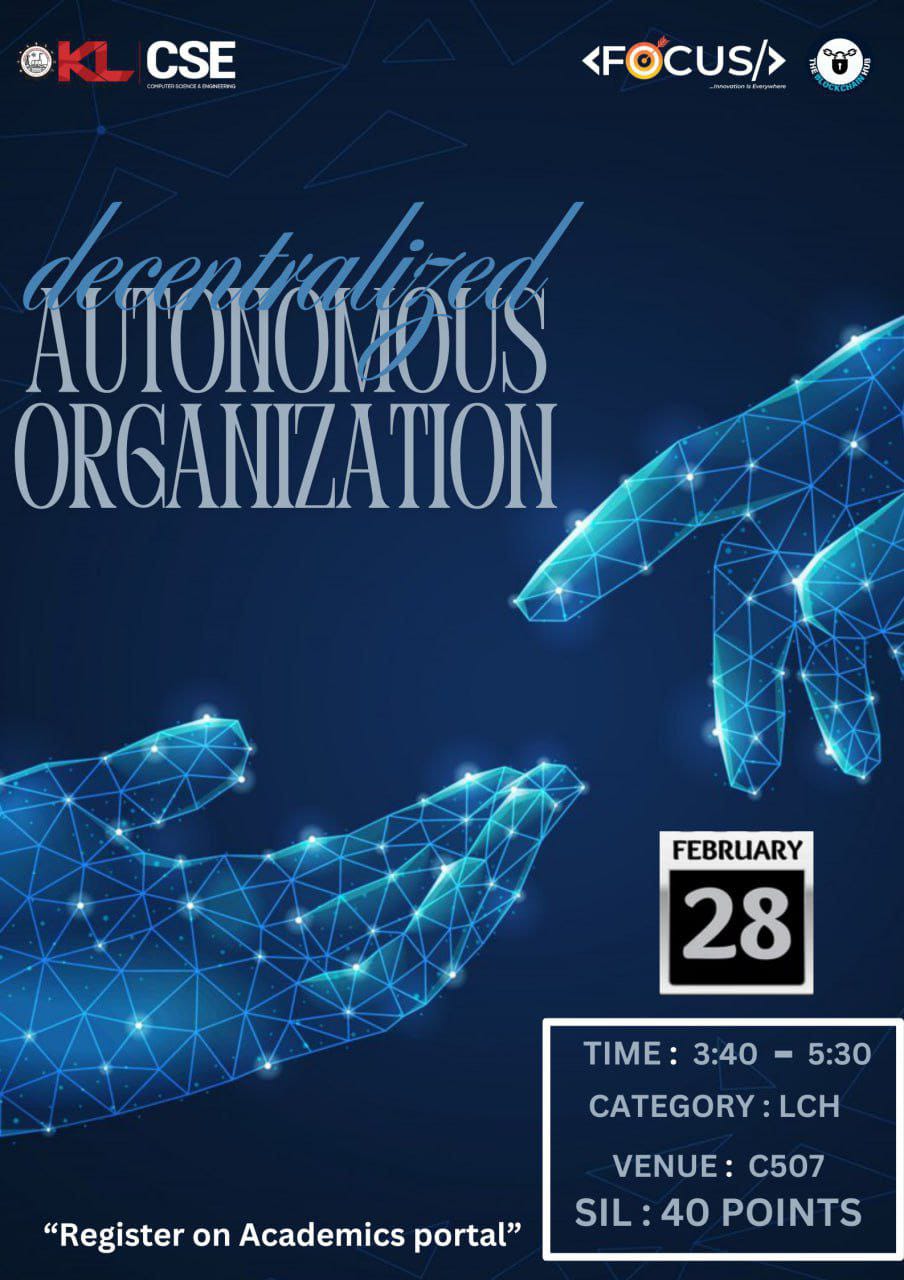 KL CSE
COMPUTER SCIENCE & ENGINEERING
<FOCUS/>
...Innovation is Everywhere
THE BLOCKCHAIN HUB
decentralized
AUTONOMOUS
ORGANIZATION
FEBRUARY
28
TIME : 3:40 - 5:30
CATEGORY : LCH
VENUE : C507
SIL : 40 POINTS
“Register on Academics portal”